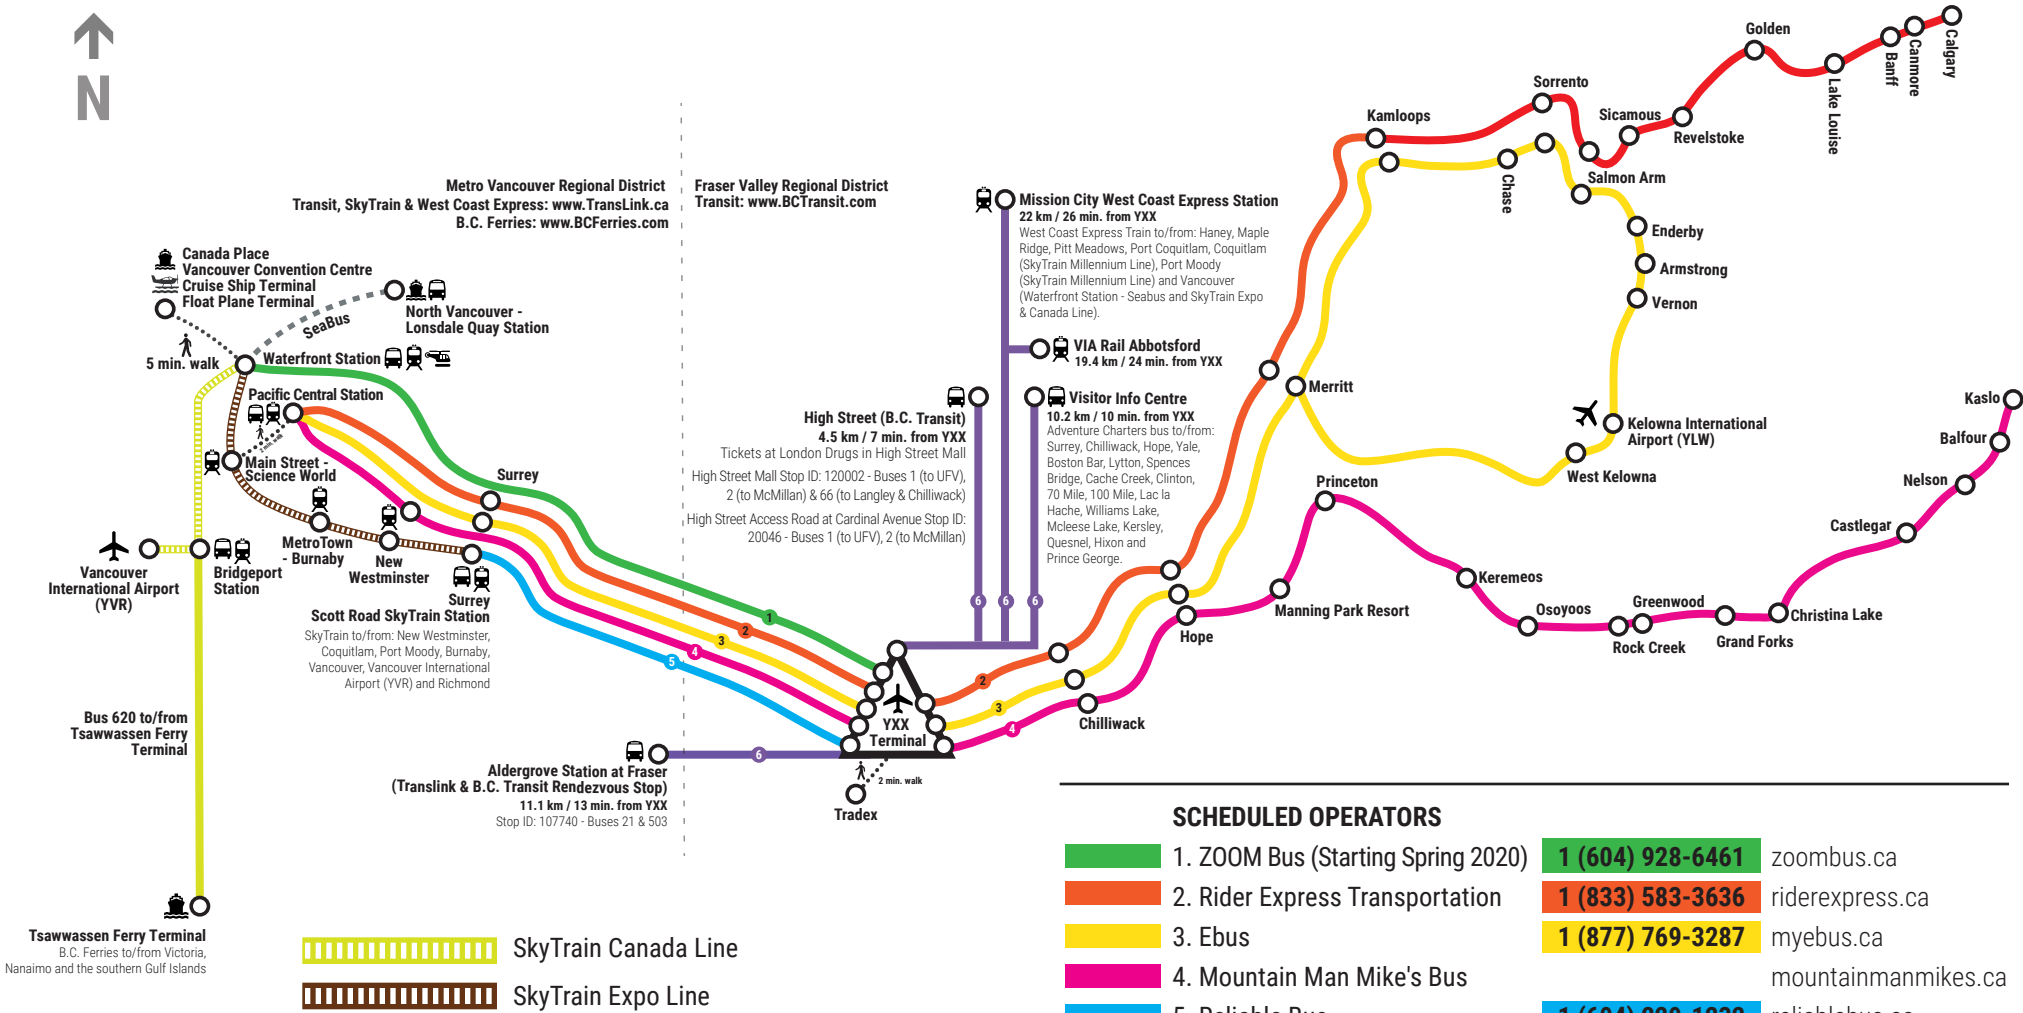 N
Metro Vancouver Regional District
Transit, SkyTrain & West Coast Express: www.TransLink.ca
B.C. Ferries: www.BCFerries.com
Fraser Valley Regional District
Transit: www.BCTransit.com
Canada Place
Vancouver Convention Centre
Cruise Ship Terminal
Float Plane Terminal
SeaBus
North Vancouver -
Lonsdale Quay Station
5 min. walk
Waterfront Station
Pacific Central Station
2 min. walk
Main Street -
Science World
MetroTown
- Burnaby
New
Westminster
Surrey
Vancouver
International Airport
(YVR)
Bridgeport
Station
Surrey
Scott Road SkyTrain Station
SkyTrain to/from: New Westminster,
Coquitlam, Port Moody, Burnaby,
Vancouver, Vancouver International
Airport (YVR) and Richmond
Bus 620 to/from
Tsawwassen Ferry
Terminal
Tsawwassen Ferry Terminal
B.C. Ferries to/from Victoria,
Nanaimo and the southern Gulf Islands
Aldergrove Station at Fraser
(Translink & B.C. Transit Rendezvous Stop)
11.1 km / 13 min. from YXX
Stop ID: 107740 - Buses 21 & 503
1
2
3
4
5
6
YXX
Terminal
2 min. walk
Tradex
High Street (B.C. Transit)
4.5 km / 7 min. from YXX
Tickets at London Drugs in High Street Mall
High Street Mall Stop ID: 120002 - Buses 1 (to UFV),
2 (to McMillan) & 66 (to Langley & Chilliwack)
High Street Access Road at Cardinal Avenue Stop ID:
20046 - Buses 1 (to UFV), 2 (to McMillan)
Mission City West Coast Express Station
22 km / 26 min. from YXX
West Coast Express Train to/from: Haney, Maple
Ridge, Pitt Meadows, Port Coquitlam, Coquitlam
(SkyTrain Millennium Line), Port Moody
(SkyTrain Millennium Line) and Vancouver
(Waterfront Station - Seabus and SkyTrain Expo
& Canada Line).
VIA Rail Abbotsford
19.4 km / 24 min. from YXX
Visitor Info Centre
10.2 km / 10 min. from YXX
Adventure Charters bus to/from:
Surrey, Chilliwack, Hope, Yale,
Boston Bar, Lytton, Spences
Bridge, Cache Creek, Clinton,
70 Mile, 100 Mile, Lac la
Hache, Williams Lake,
Mcleese Lake, Kersley,
Quesnel, Hixon and
Prince George.
6
6
6
2
3
4
Chilliwack
Hope
Manning Park Resort
Princeton
Keremeos
Osoyoos
Rock Creek
Greenwood
Grand Forks
Christina Lake
Castlegar
Nelson
Balfour
Kaslo
Merritt
West Kelowna
Kelowna International
Airport (YLW)
Vernon
Armstrong
Enderby
Salmon Arm
Chase
Kamloops
Sorrento
Sicamous
Revelstoke
Golden
Lake Louise
Banff
Canmore
Calgary
SkyTrain Canada Line
SkyTrain Expo Line
SCHEDULED OPERATORS
1. ZOOM Bus (Starting Spring 2020) 1 (604) 928-6461 zoombus.ca
2. Rider Express Transportation 1 (833) 583-3636 riderexpress.ca
3. Ebus 1 (877) 769-3287 myebus.ca
4. Mountain Man Mike's Bus mountainmanmikes.ca
5. Reliable Bus reliablebus.ca